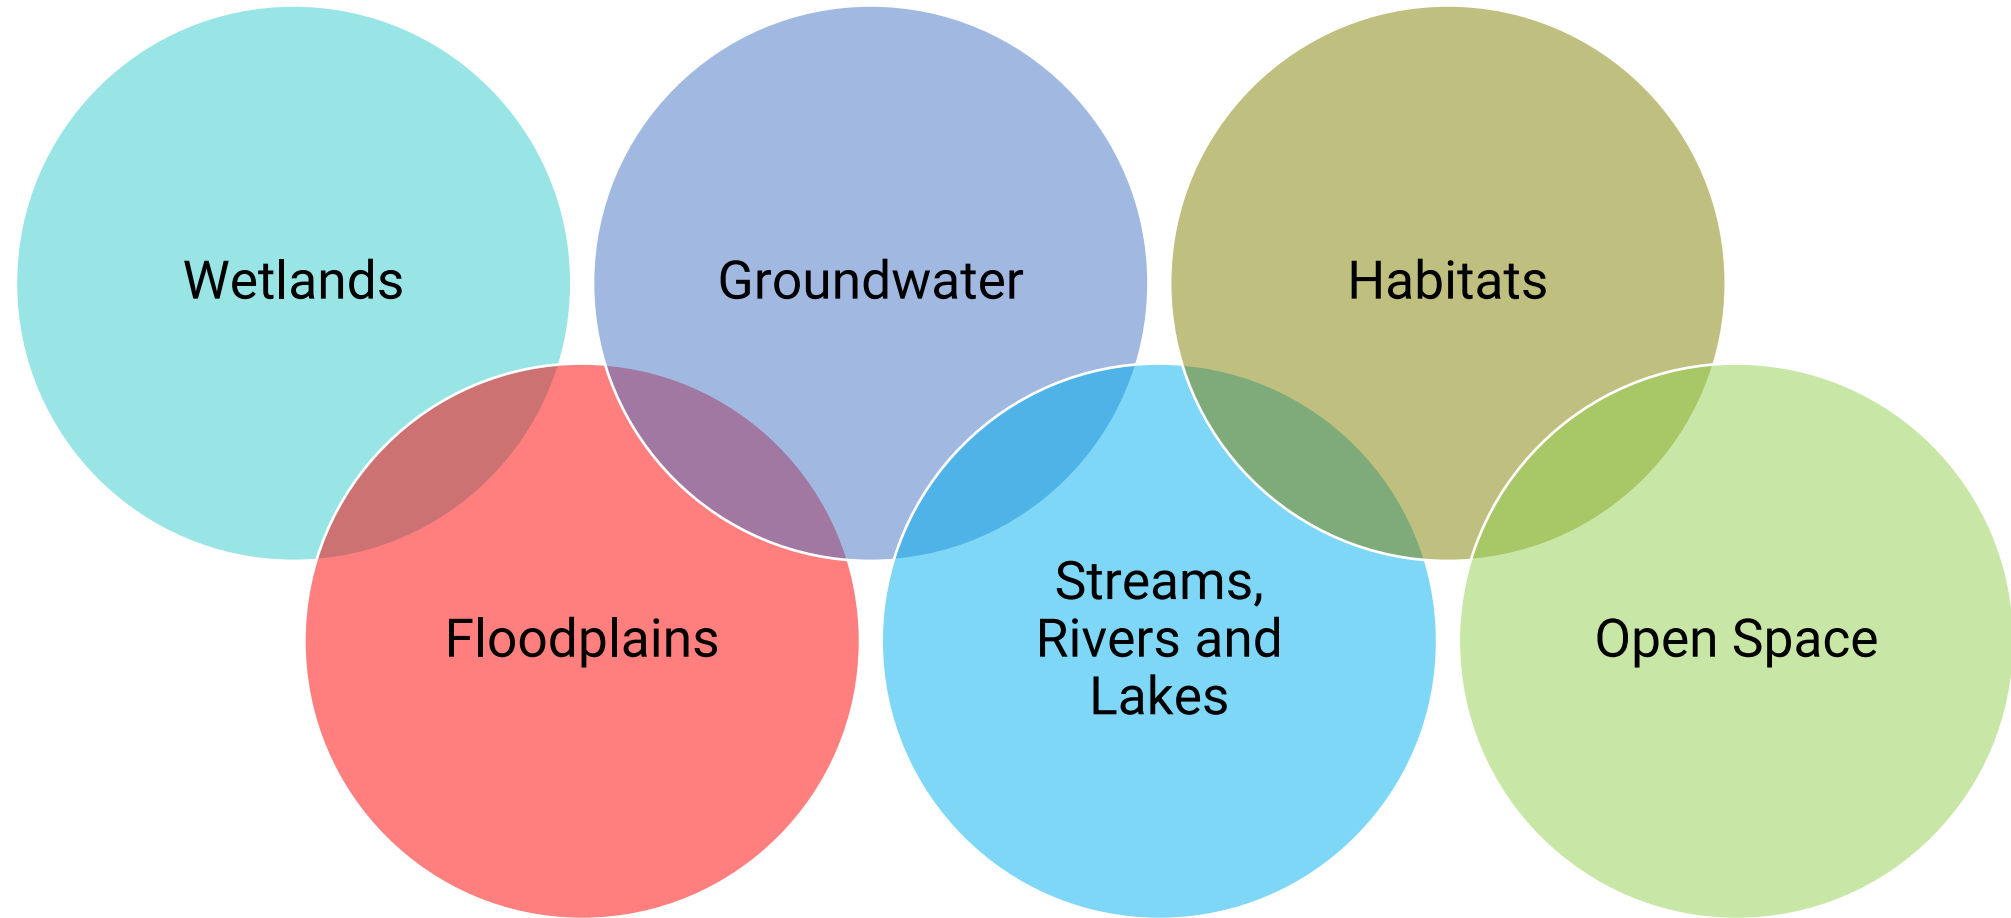 Wetlands
Groundwater
Habitats
Floodplains
Streams,
Rivers and
Lakes
Open Space